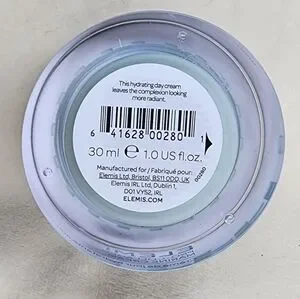 This hydrating day cream
leaves the complexion looking
more radiant.
6 41628 00280 1
30 ml e 1.0 US fl.oz.
Manufactured for / Fabriqué pour:
Elemis Ltd, Bristol, BS11 0DD, UK
Elemis IRL Ltd, Dublin 1,
D01 VY52, IRL
ELEMIS.COM
00280